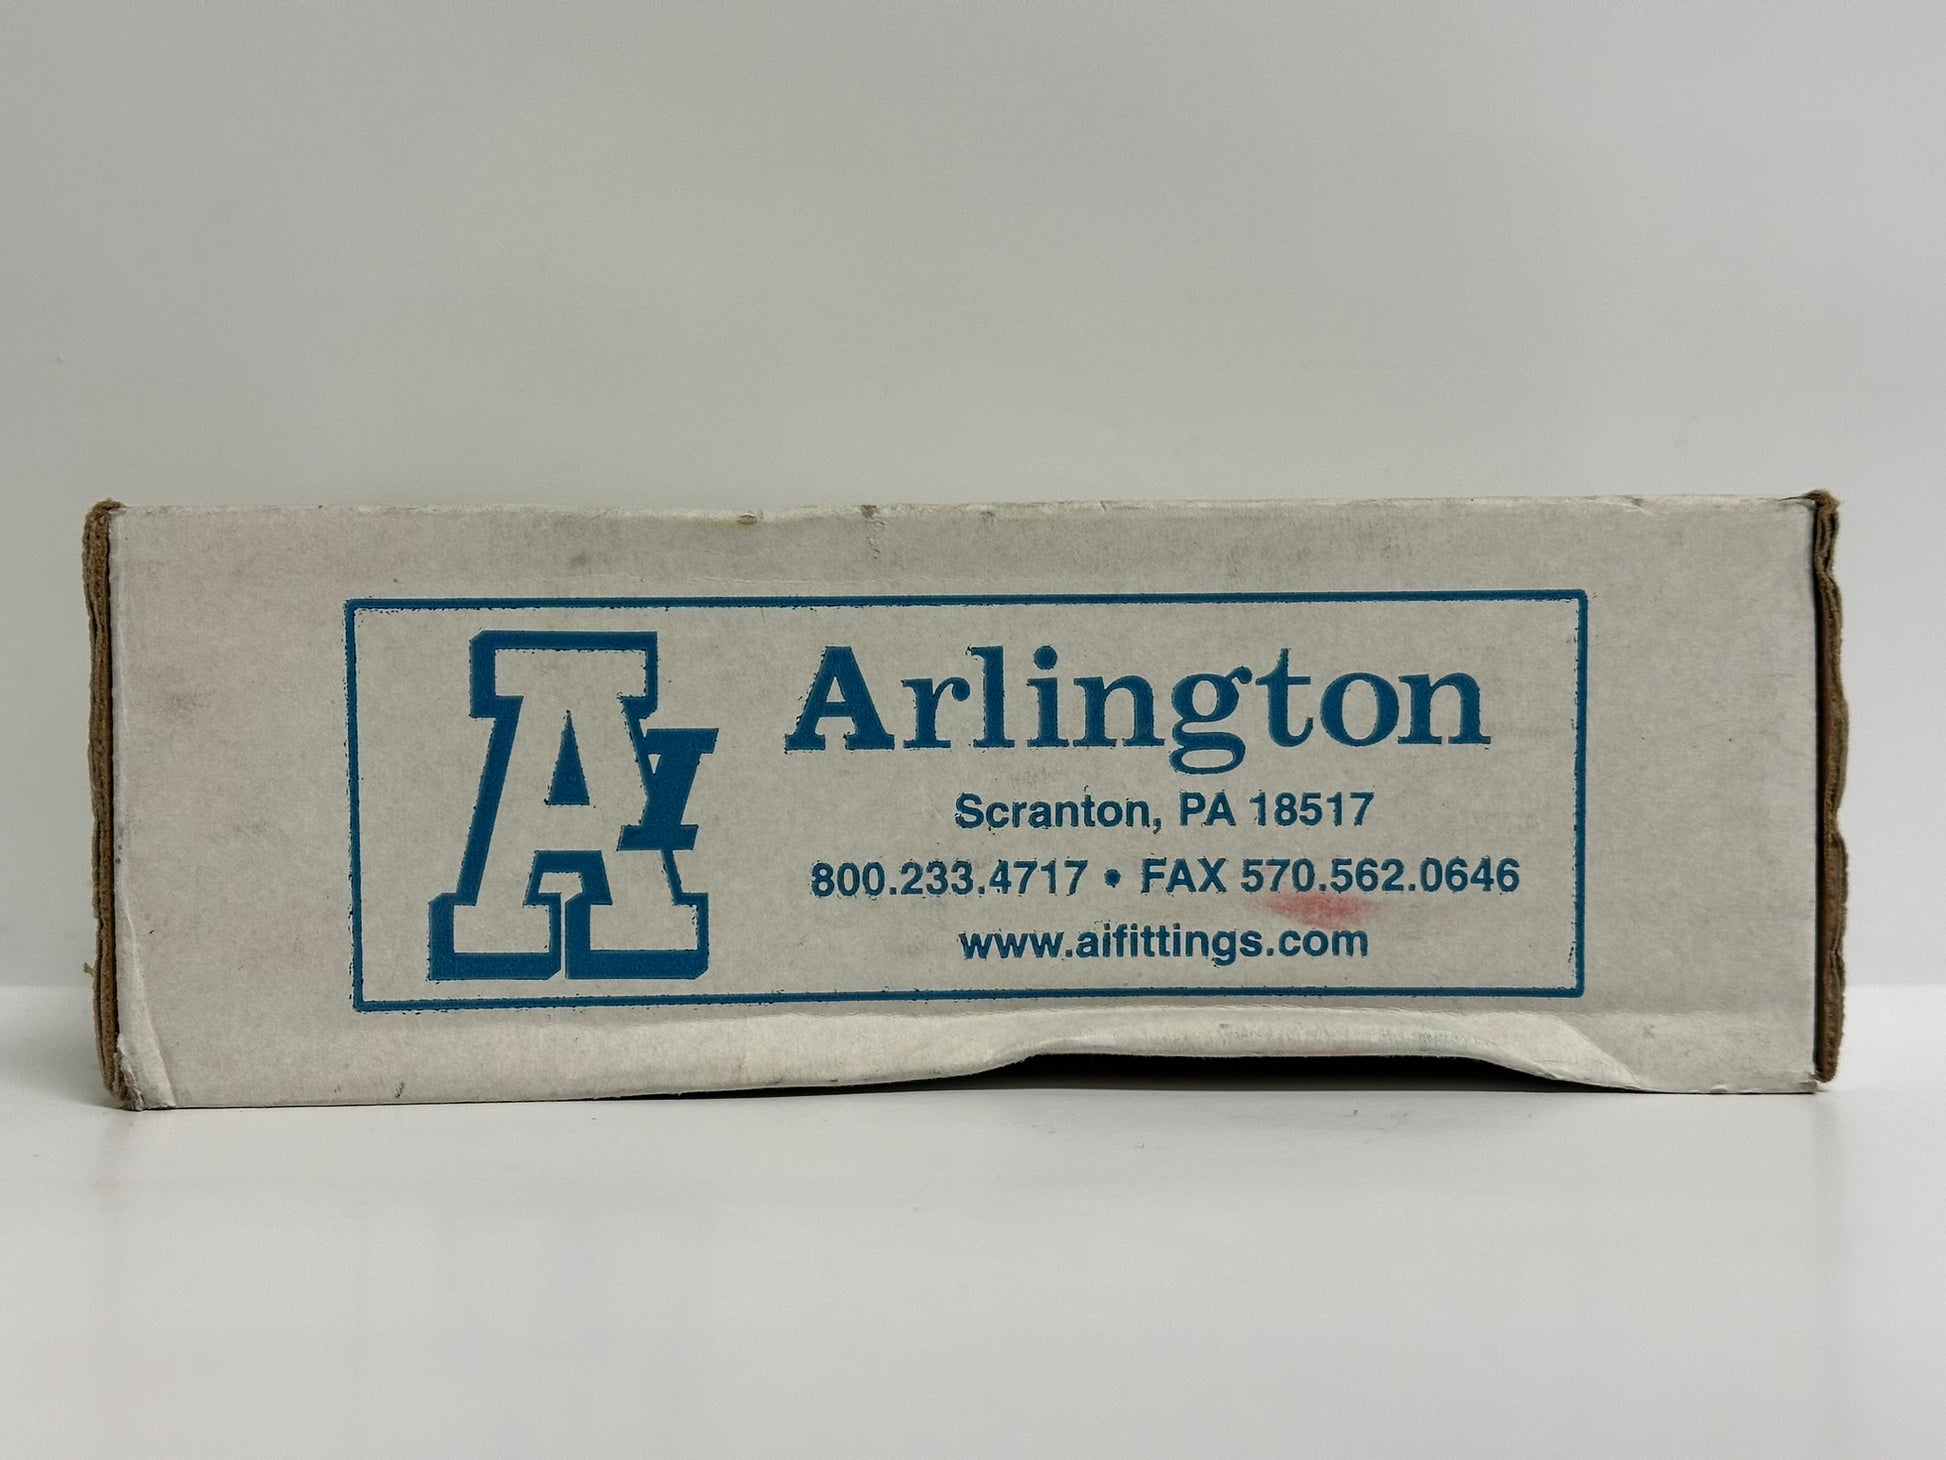 AI
Arlington
Scranton, PA 18517
800.233.4717 • FAX 570.562.0646
www.aifittings.com